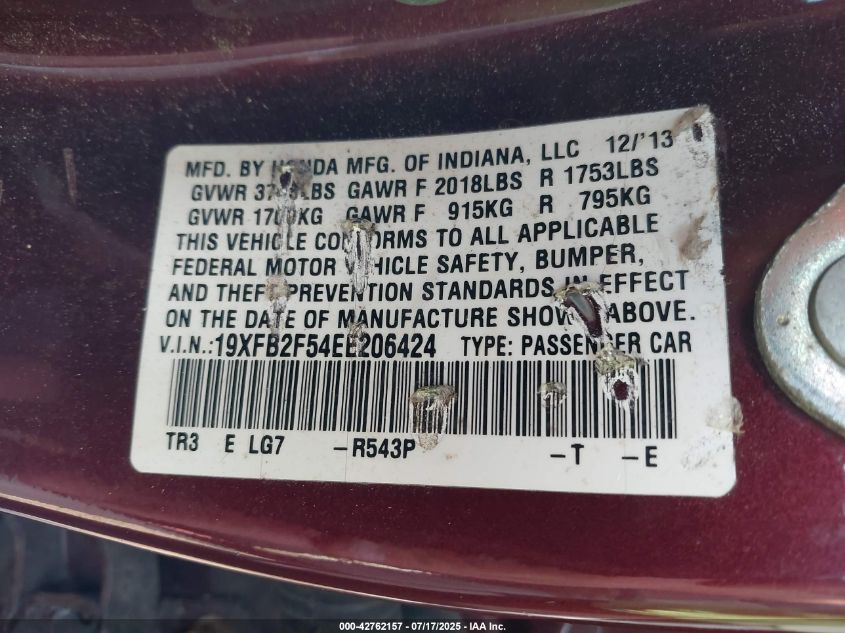 MFD. BY HONDA MFG. OF INDIANA, LLC 12/'13
GVWR GAWR F 2018LBS R 1753LBS
GVWR GAWR F 915KG R 795KG
THIS VEHICLE CONFORMS TO ALL APPLICABLE
FEDERAL MOTOR VEHICLE SAFETY, BUMPER,
AND THEFT PREVENTION STANDARDS IN EFFECT
ON THE DATE OF MANUFACTURE SHOWN ABOVE.
V.I.N.:19XFB2F54EE206424 TYPE: PASSENGER CAR
TR3 E LG7 -R543P -T -E
000-42762157 - 07/17/2025 - IAA, Inc.